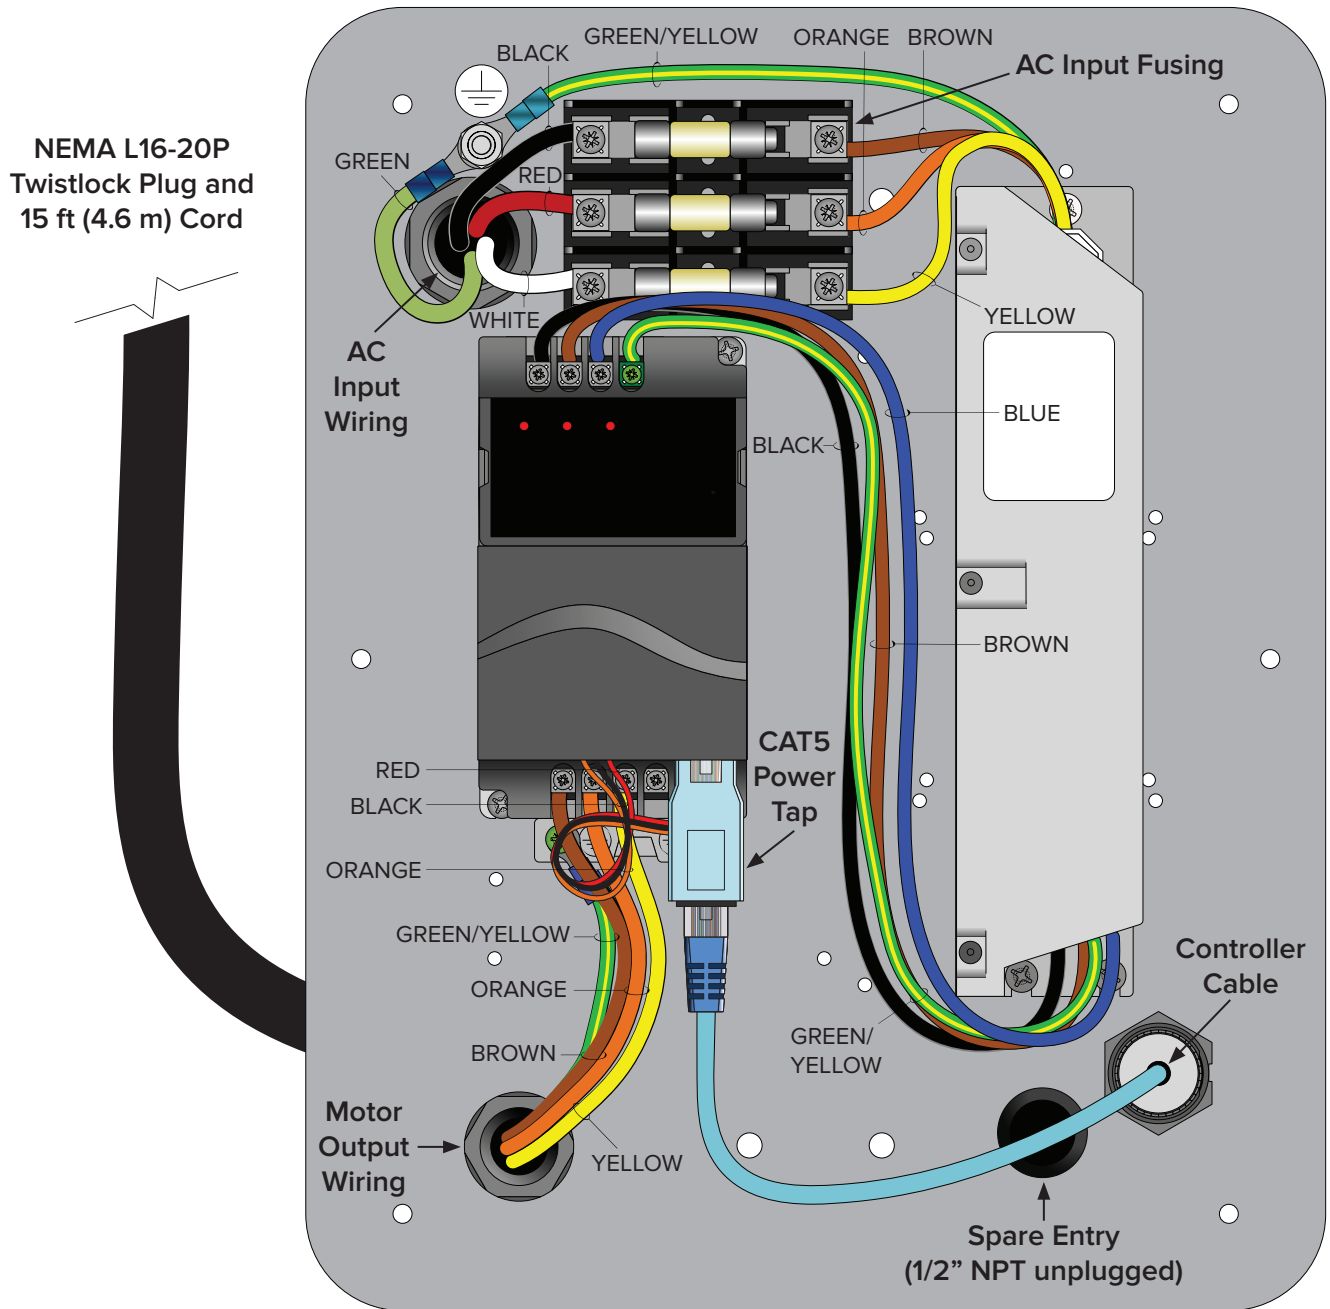 GREEN/YELLOW
ORANGE
BROWN
BLACK
AC Input Fusing
NEMA L16-20P
Twistlock Plug and
15 ft (4.6 m) Cord
GREEN
RED
WHITE
YELLOW
AC
Input
Wiring
BLUE
BLACK
BROWN
CAT5
Power
Tap
RED
BLACK
ORANGE
GREEN/YELLOW
ORANGE
BROWN
GREEN/
YELLOW
Controller
Cable
Motor
Output
Wiring
YELLOW
Spare Entry
(1/2” NPT unplugged)